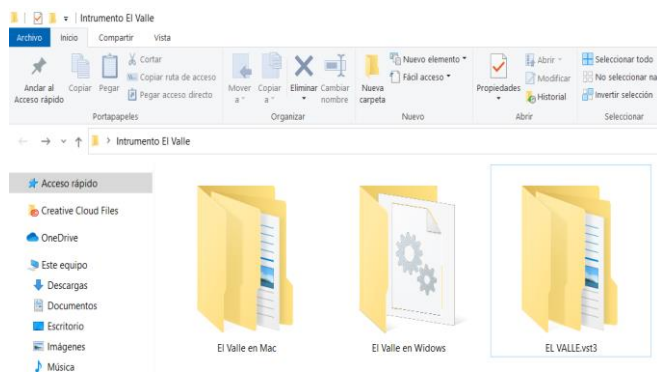 Intrumento El Valle
Archivo Inicio Compartir Vista
Anclar al Acceso rápido
Copiar
Pegar
Cortar
Copiar ruta de acceso
Pegar acceso directo
Portapapeles
Mover a
Copiar a
Eliminar
Cambiar nombre
Organizar
Nueva carpeta
Nuevo elemento
Fácil acceso
Nuevo
Propiedades
Abrir
Modificar
Historial
Abrir
Seleccionar todo
No seleccionar na
Invertir selección
Seleccionar
Intrumento El Valle
Acceso rápido
Creative Cloud Files
OneDrive
Este equipo
Descargas
Documentos
Escritorio
Imágenes
Música
El Valle en Mac
El Valle en Widows
EL VALLE.vst3